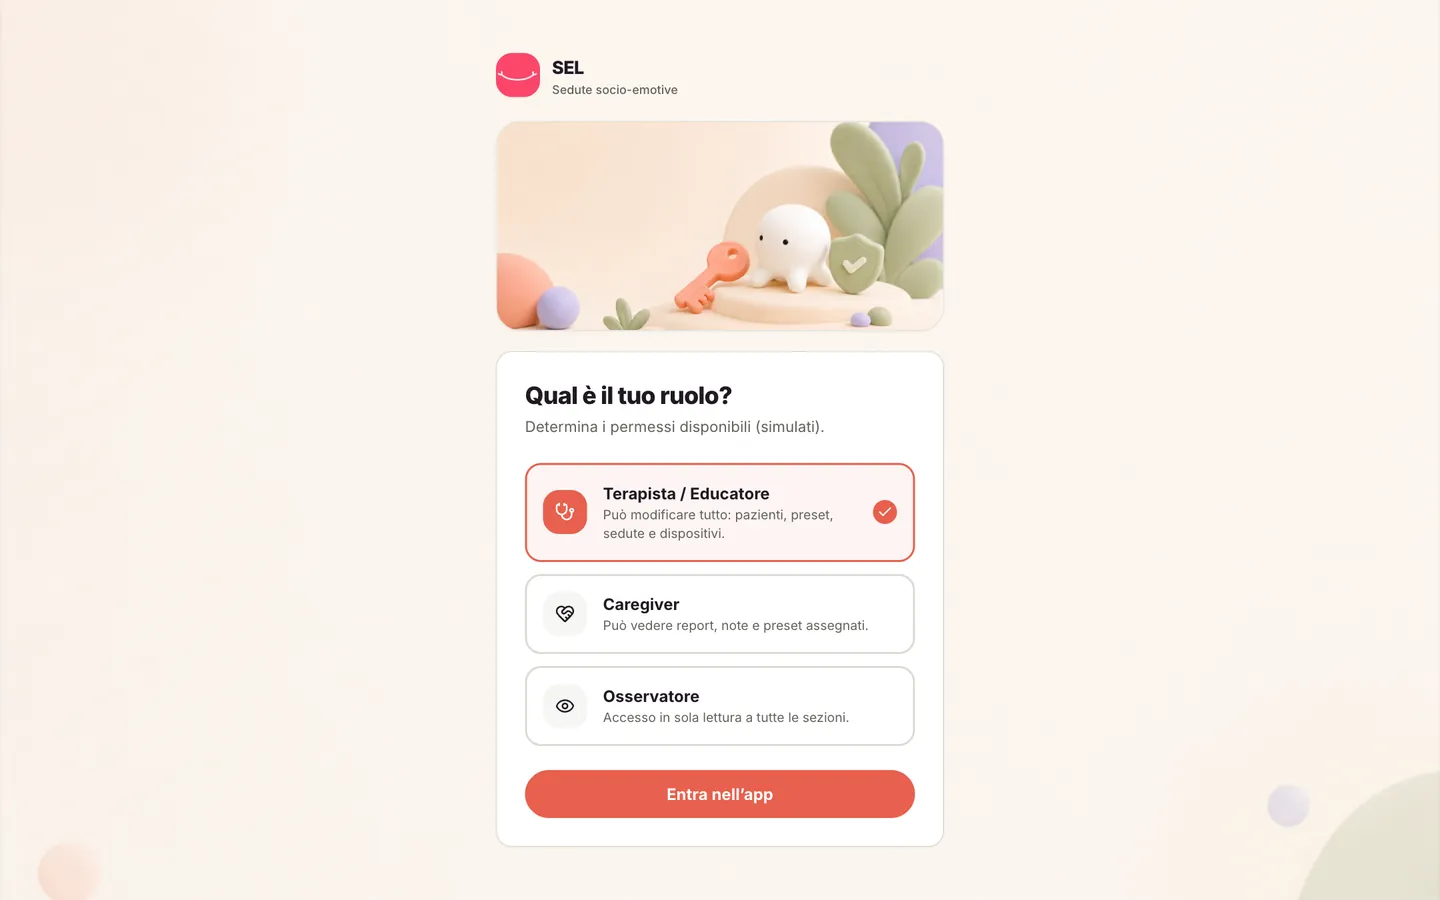 SEL
Sedute socio-emotive
Qual è il tuo ruolo?
Determina i permessi disponibili (simulati).
Terapista / Educatore
Può modificare tutto: pazienti, preset,
sedute e dispositivi.
Caregiver
Può vedere report, note e preset assegnati.
Osservatore
Accesso in sola lettura a tutte le sezioni.
Entra nell’app